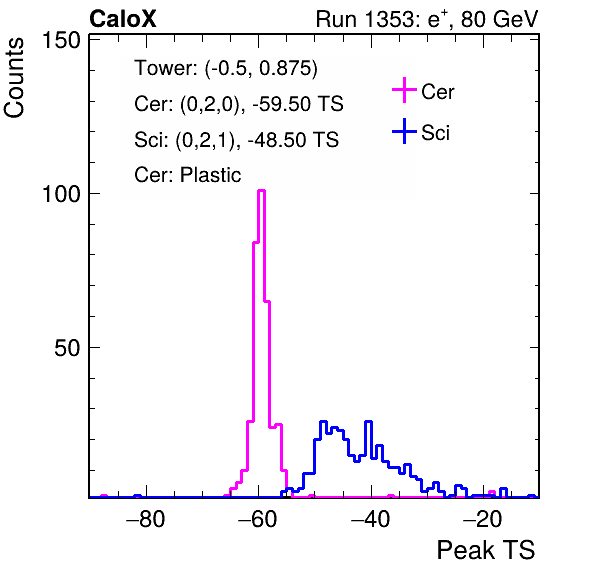 CaloX Run 1353: e⁺, 80 GeV
Counts
150
Tower: (-0.5, 0.875)
Cer: (0,2,0), -59.50 TS
Sci: (0,2,1), -48.50 TS
Cer: Plastic
Cer
Sci
100
50
−80 −60 −40 −20
Peak TS